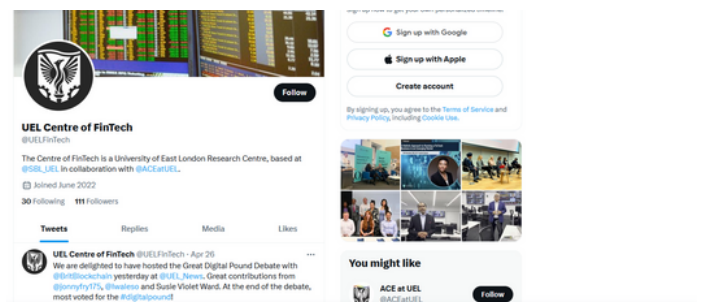 Follow
UEL Centre of FinTech
@UELFinTech
The Centre of FinTech is a University of East London Research Centre, based at
@SBL_UEL in collaboration with @ACEatUEL.
Joined June 2022
30 Following 111 Followers
Tweets Replies Media Likes
UEL Centre of FinTech @UELFinTech · Apr 26 ...
We are delighted to have hosted the Great Digital Pound Debate with
@BritBlockchain yesterday at @UEL_News. Great contributions from
@jonnyfry175, @lwaleso and Susie Violet Ward. At the end of the debate,
most voted for the #digitalpound!
Sign up with Google
Sign up with Apple
Create account
By signing up, you agree to the Terms of Service and
Privacy Policy, including Cookie Use.
You might like
ACE at UEL
@ACEatUEL
Follow